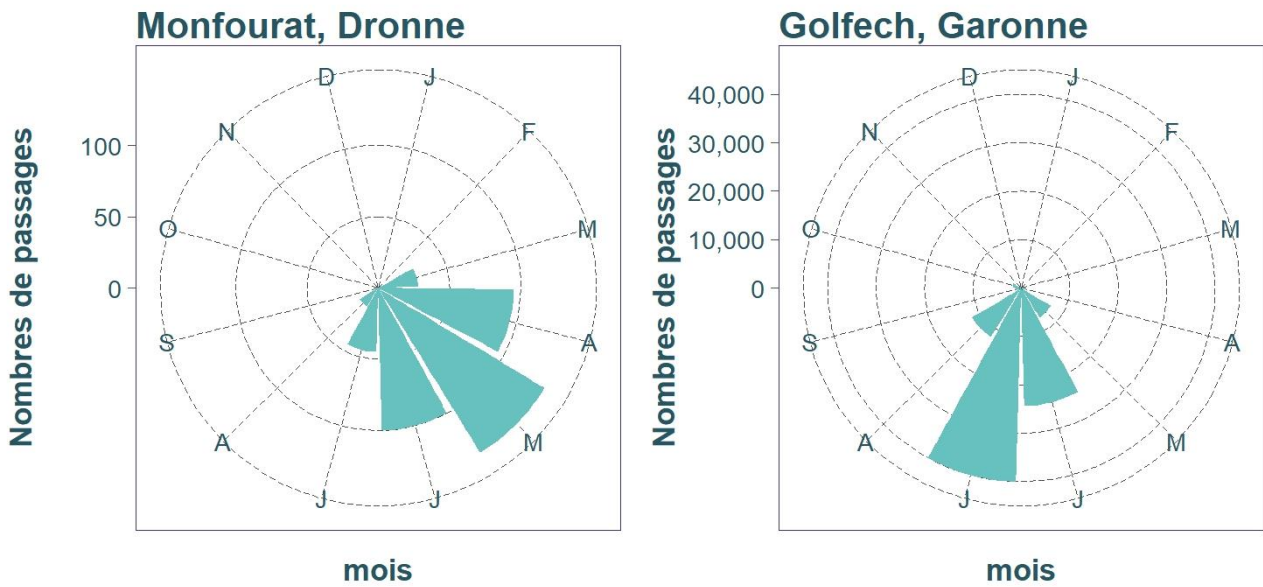 Monfourat, Dronne
Nombres de passages
100
50
0
D
J
F
M
A
M
J
J
A
S
O
N
mois
Golfech, Garonne
Nombres de passages
40,000
30,000
20,000
10,000
0
D
J
F
M
A
M
J
J
A
S
O
N
mois